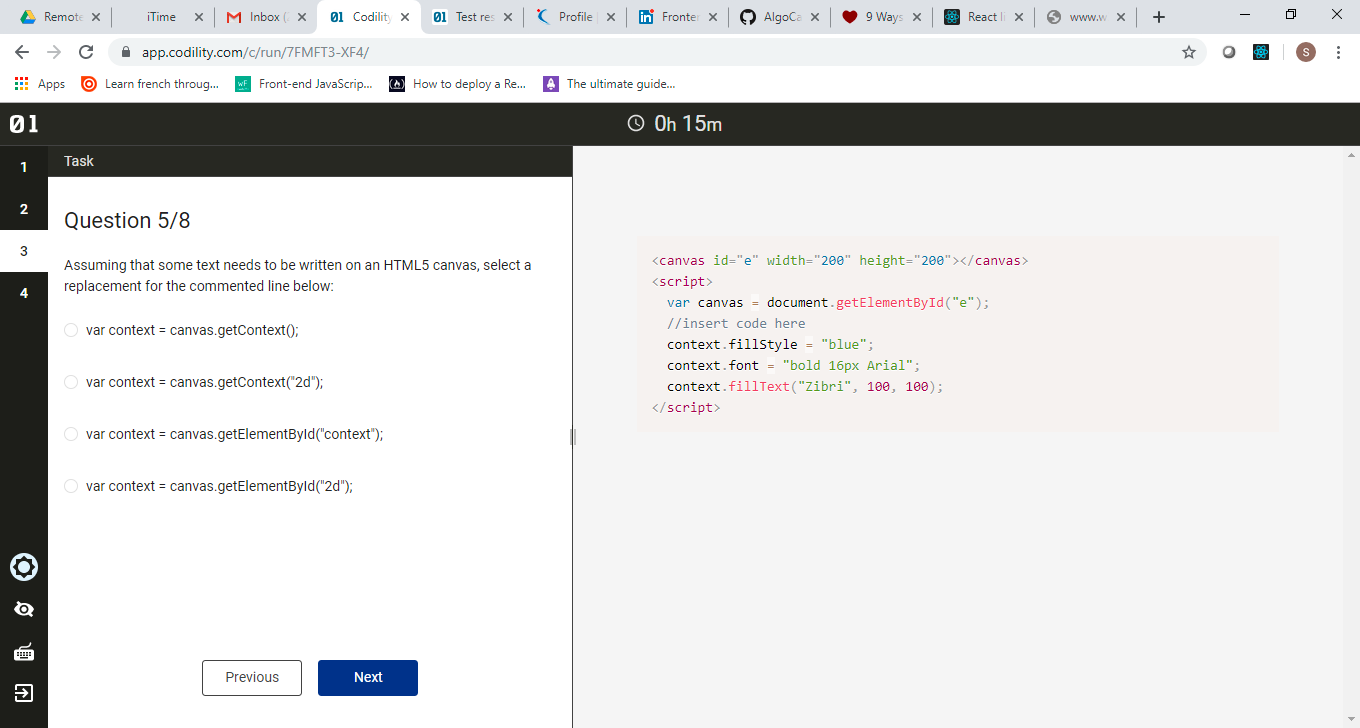 Remote
iTime
Inbox (
Codility
Test res
Profile
Fronter
AlgoCa
9 Ways
React li
www.w
app.codility.com/c/run/7FMFT3-XF4/
S
Apps
Learn french throug...
WF
Front-end JavaScrip...
How to deploy a Re...
The ultimate guide...
01
0h 15m
1
2
3
4
Task
Question 5/8
Assuming that some text needs to be written on an HTML5 canvas, select a
replacement for the commented line below:
var context = canvas.getContext();
var context = canvas.getContext("2d");
var context = canvas.getElementById("context");
var context = canvas.getElementById("2d");
Previous
Next
<canvas id="e" width="200" height="200"></canvas>
<script>
var canvas = document.getElementById("e");
//insert code here
context.fillStyle = "blue";
context.font = "bold 16px Arial";
context.fillText("Zibri", 100, 100);
</script>